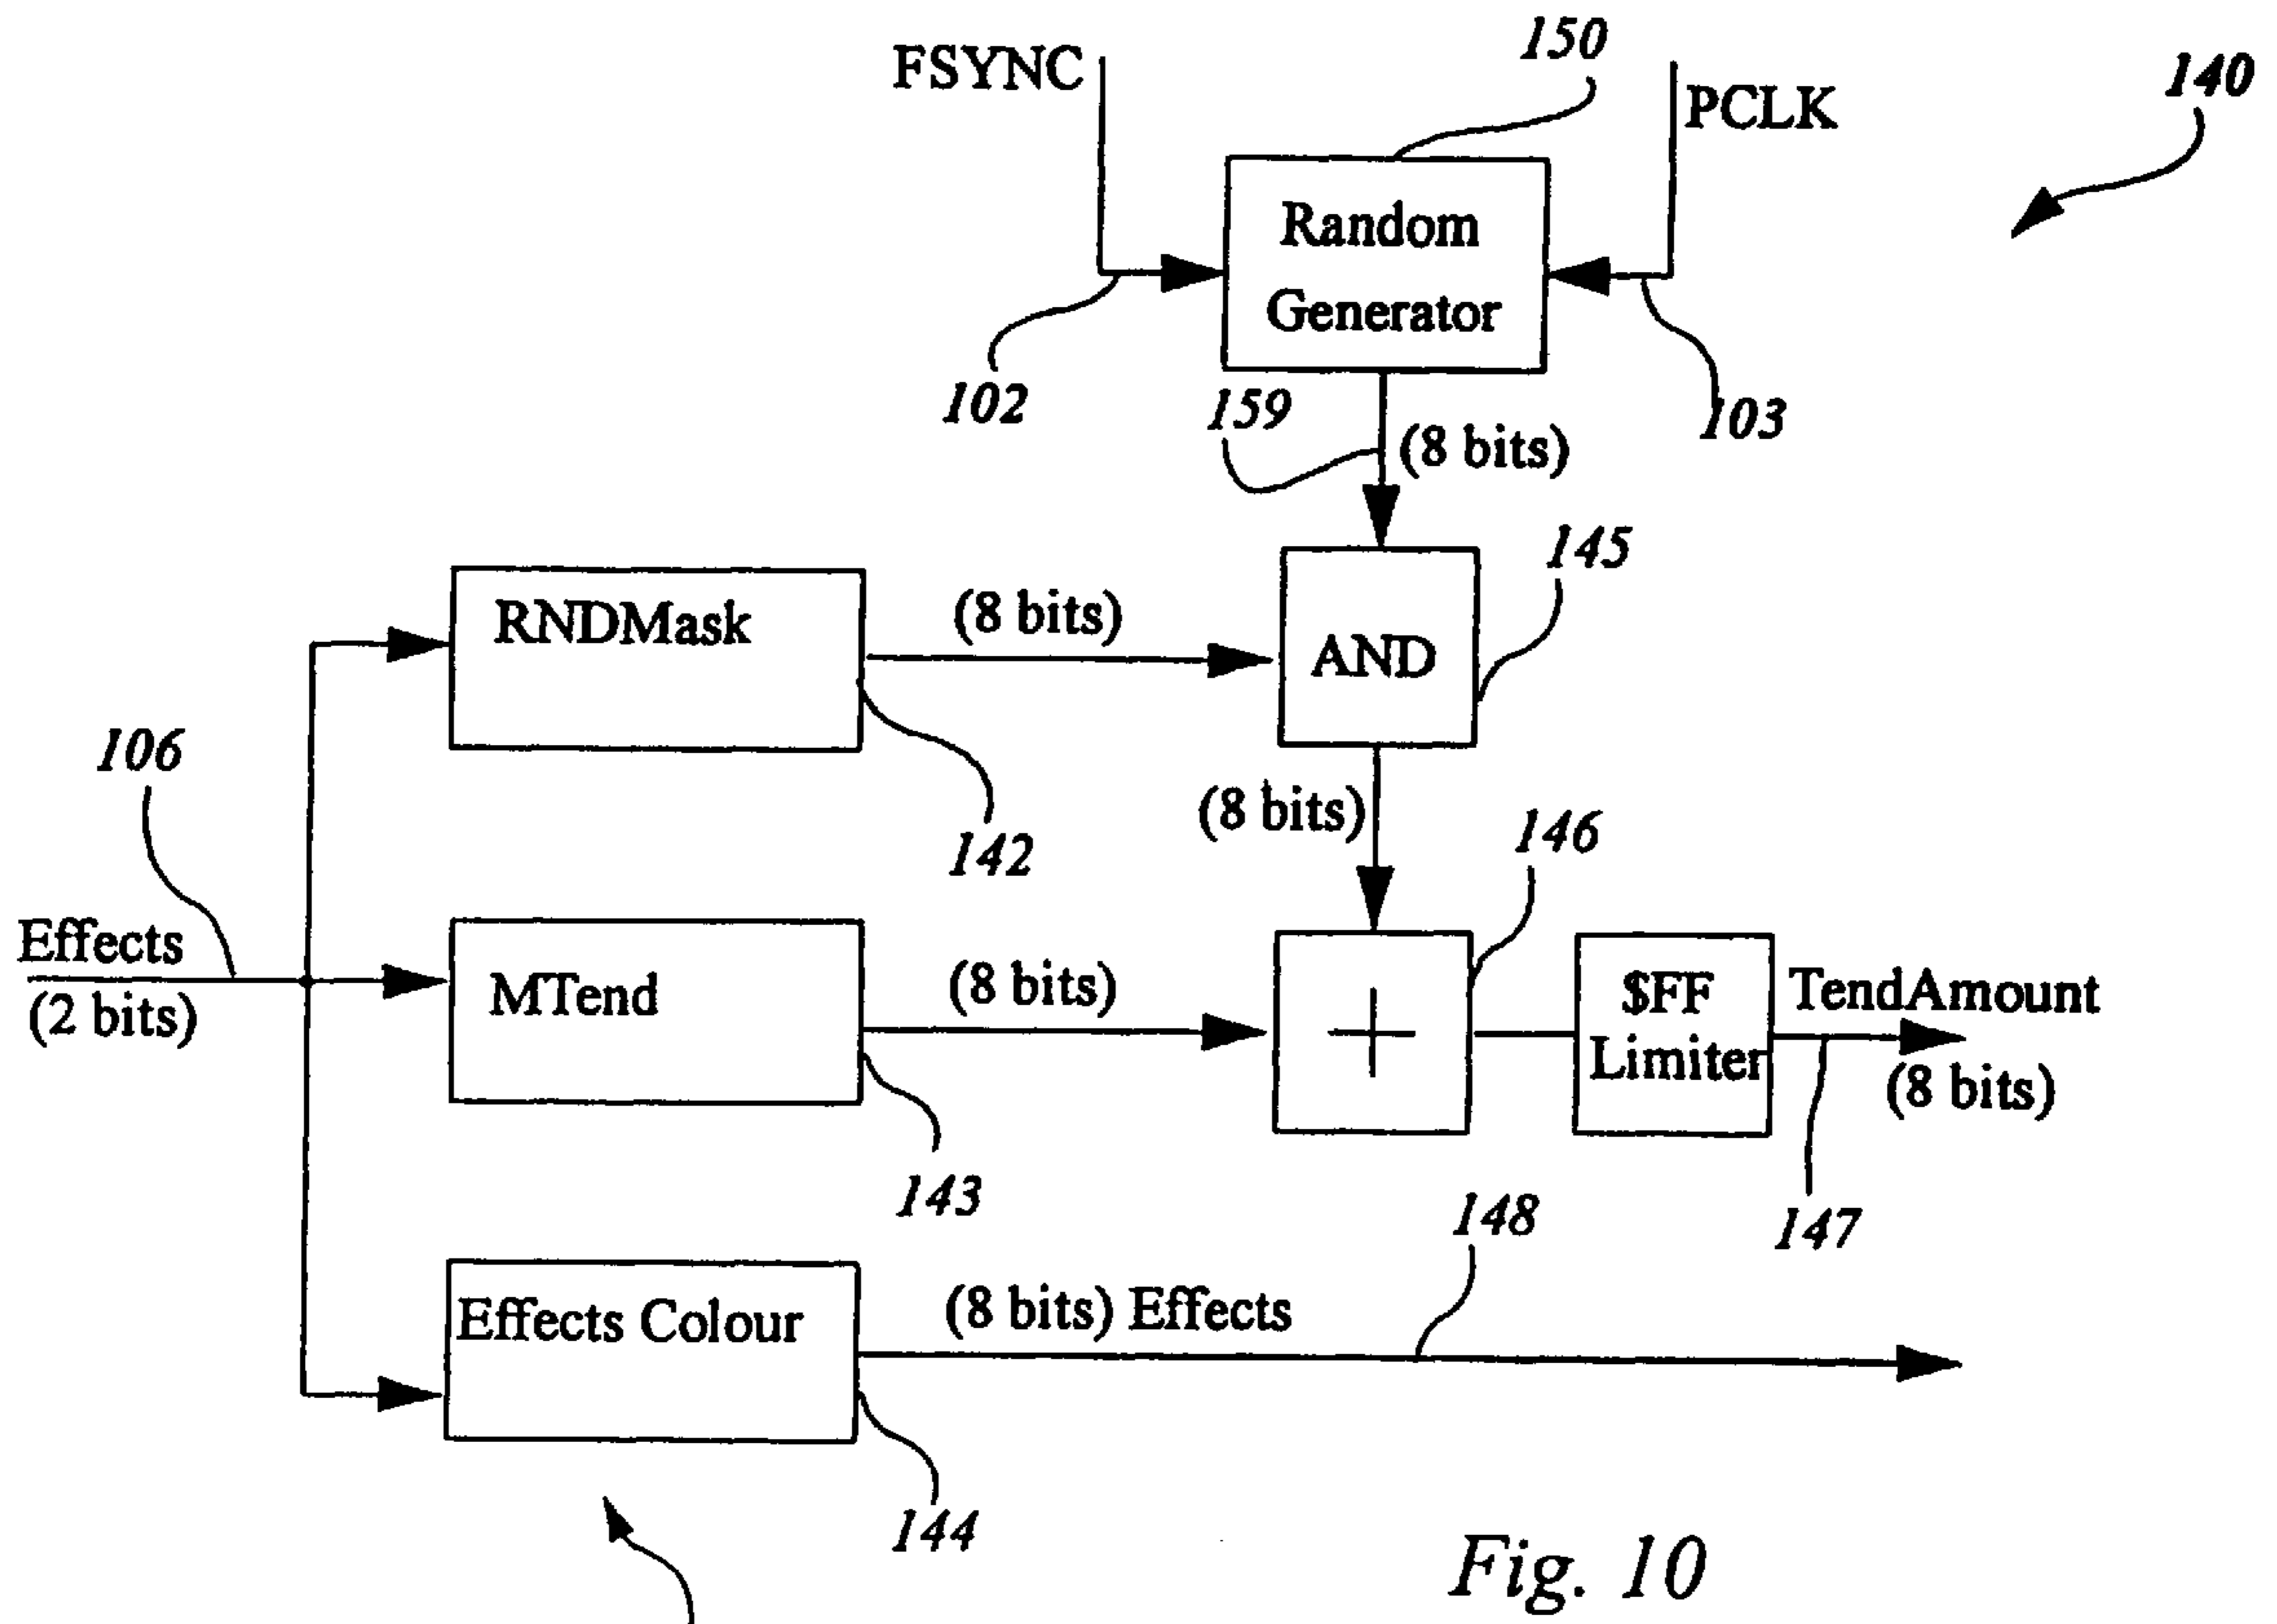 FSYNC
150
PCLK
140
Random
Generator
102
159
(8 bits)
103
145
RNDMask
(8 bits)
AND
106
142
(8 bits)
146
Effects
(2 bits)
MTend
(8 bits)
+
$FF
Limiter
TendAmount
(8 bits)
143
148
147
Effects Colour
(8 bits) Effects
144
Fig. 10